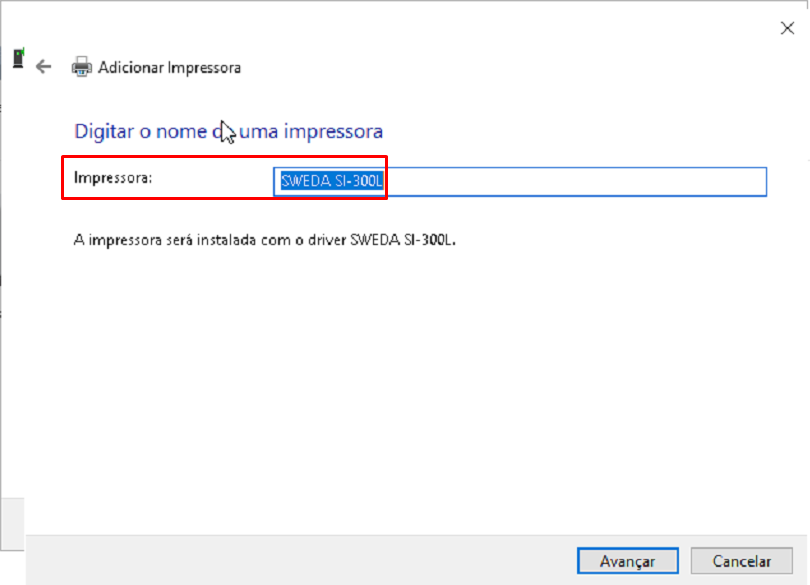 Adicionar Impressora
Digitar o nome de uma impressora
Impressora: SWEDA SI-300L
A impressora será instalada com o driver SWEDA SI-300L.
Avançar Cancelar